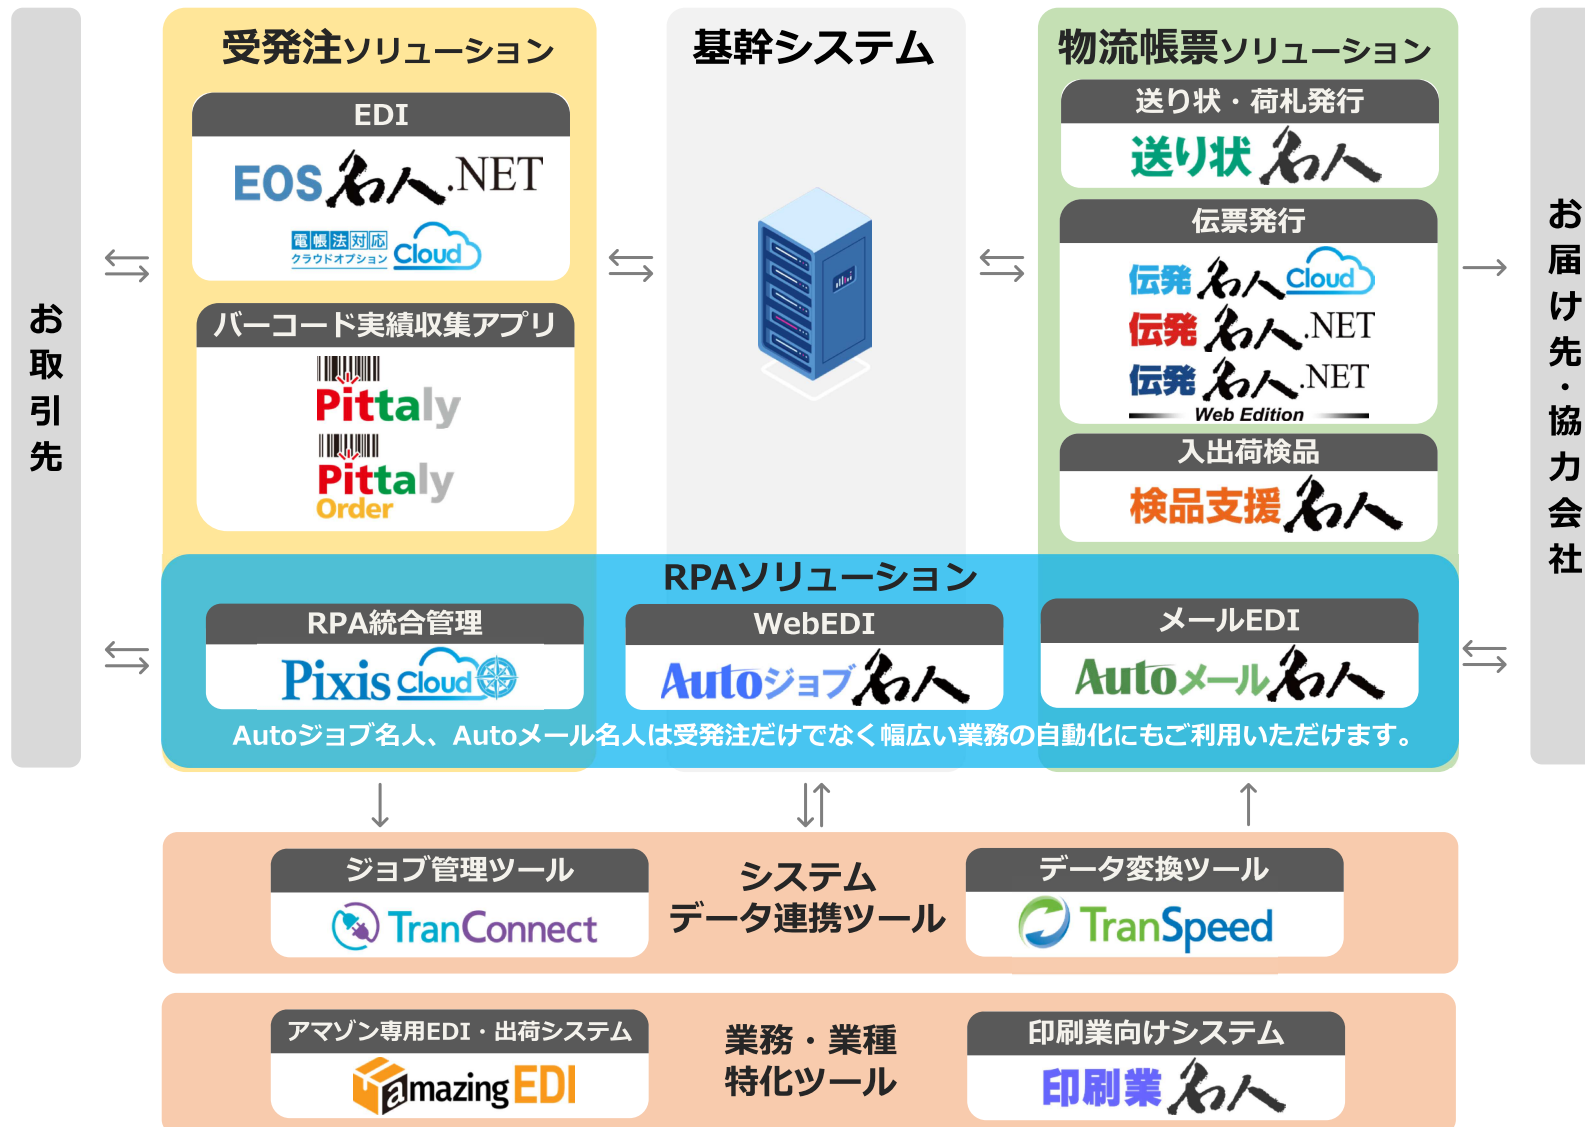 お取引先
受発注ソリューション
EDI
EOS名人.NET
電帳法対応
クラウドオプション
Cloud
バーコード実績収集アプリ
Pittaly
Pittaly
Order
基幹システム
物流帳票ソリューション
送り状・荷札発行
送り状名人
伝票発行
伝発名人Cloud
伝発名人.NET
伝発名人.NET
Web Edition
入出荷検品
検品支援名人
お届け先・協力会社
RPAソリューション
RPA統合管理
Pixis Cloud
WebEDI
Autoジョブ名人
メールEDI
Autoメール名人
Autoジョブ名人、Autoメール名人は受発注だけでなく幅広い業務の自動化にもご利用いただけます。
ジョブ管理ツール
TranConnect
システム
データ連携ツール
データ変換ツール
TranSpeed
アマゾン専用EDI・出荷システム
amazing EDI
業務・業種
特化ツール
印刷業向けシステム
印刷業名人